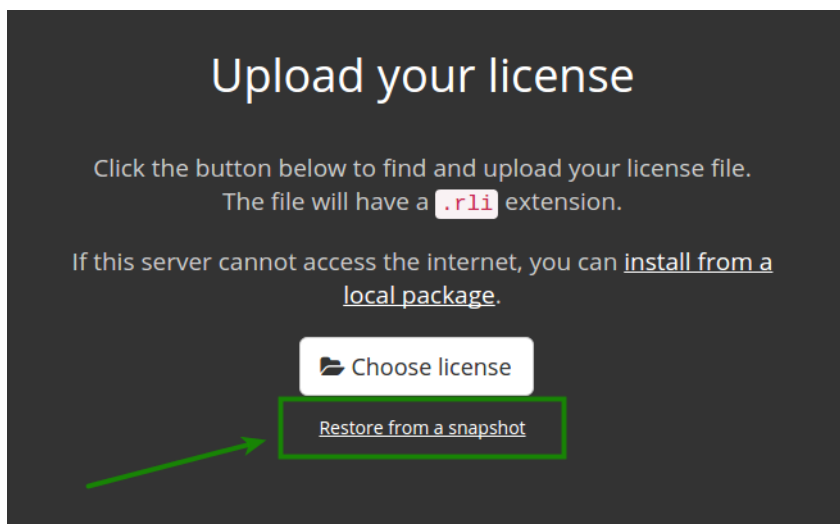 Upload your license
Click the button below to find and upload your license file.
The file will have a .rli extension.
If this server cannot access the internet, you can install from a
local package.
Choose license
Restore from a snapshot